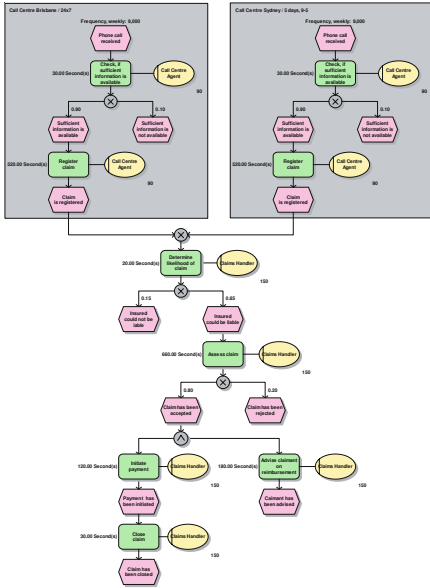 Call Centre Brisbane / 24x7
Frequency, weekly: 9,000
Phone call
received
30.00 Second(s)
Check, if
sufficient
information is
available
Call Centre
Agent
90
0.90
0.10
Sufficient
information is
available
Sufficient
information is
not available
520.00 Second(s)
Register
claim
Call Centre
Agent
90
Claim
is registered
Call Centre Sydney / 5 days, 9-5
Frequency, weekly: 9,000
Phone call
received
30.00 Second(s)
Check, if
sufficient
information is
available
Call Centre
Agent
90
0.90
0.10
Sufficient
information is
available
Sufficient
information is
not available
520.00 Second(s)
Register
claim
Call Centre
Agent
90
Claim
is registered
20.00 Second(s)
Determine
likelihood of
claim
Claims Handler
150
0.15
0.85
Insured
could not be
liable
Insured
could be liable
660.00 Second(s)
Assess claim
Claims Handler
150
0.80
0.20
Claim has been
accepted
Claim has been
rejected
120.00 Second(s)
Initiate
payment
Claims Handler
150
180.00 Second(s)
Advise claimant
on
reimbursement
Claims Handler
150
Payment has
been initiated
Caimant has
been advised
30.00 Second(s)
Close
claim
Claims Handler
150
Claim has
been closed